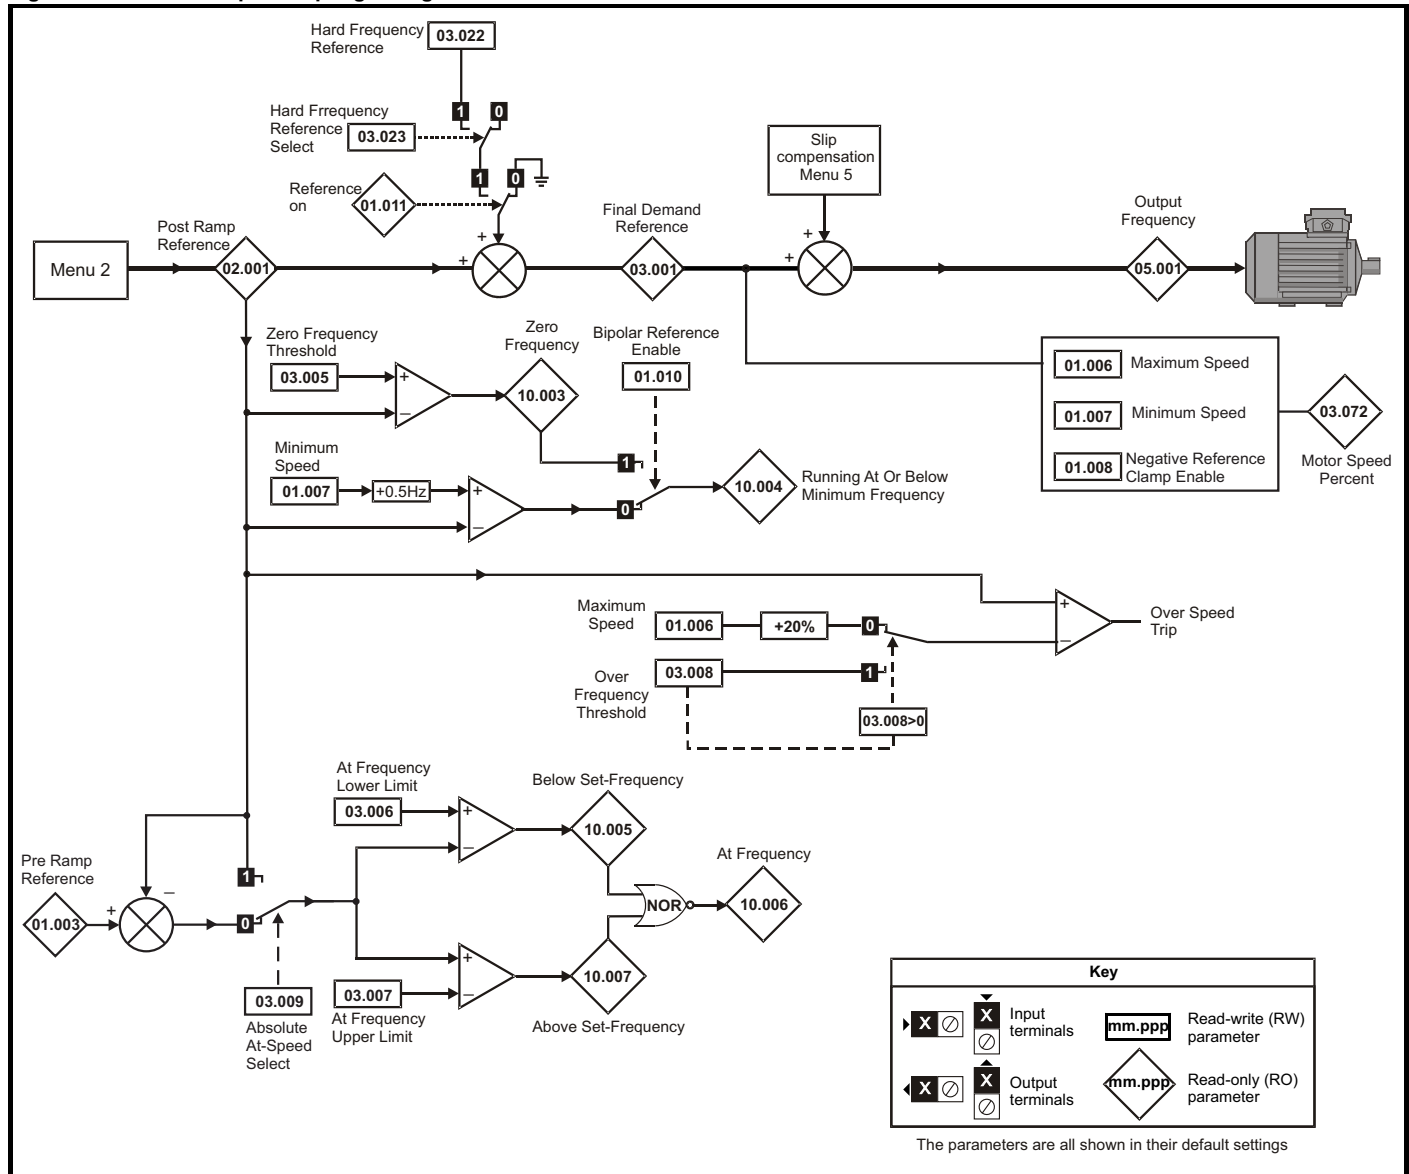 Hard Frequency
Reference
03.022
1 0
Hard Frrequency
Reference
Select
03.023
1 0
Reference
on
01.011
Slip
compensation
Menu 5
Post Ramp
Reference
Final Demand
Reference
Output
Frequency
+
+
+
+
Menu 2
02.001
03.001
05.001
Zero Frequency
Threshold
03.005
+
–
Zero
Frequency
10.003
Bipolar Reference
Enable
01.010
01.006 Maximum Speed
01.007 Minimum Speed
01.008 Negative Reference
Clamp Enable
03.072
Motor Speed
Percent
Minimum
Speed
01.007
+0.5Hz
+
–
1
0
10.004
Running At Or Below
Minimum Frequency
Maximum
Speed
01.006
+20%
0
+
–
Over Speed
Trip
Over
Frequency
Threshold
03.008
1
03.008>0
At Frequency
Lower Limit
03.006
+
–
Below Set-Frequency
10.005
Pre Ramp
Reference
01.003
+
–
1
0
NOR
At Frequency
10.006
03.009
Absolute
At-Speed
Select
03.007
At Frequency
Upper Limit
+
–
10.007
Above Set-Frequency
Key
X X Input
terminals
mm.ppp Read-write (RW)
parameter
X X Output
terminals
mm.ppp Read-only (RO)
parameter
The parameters are all shown in their default settings